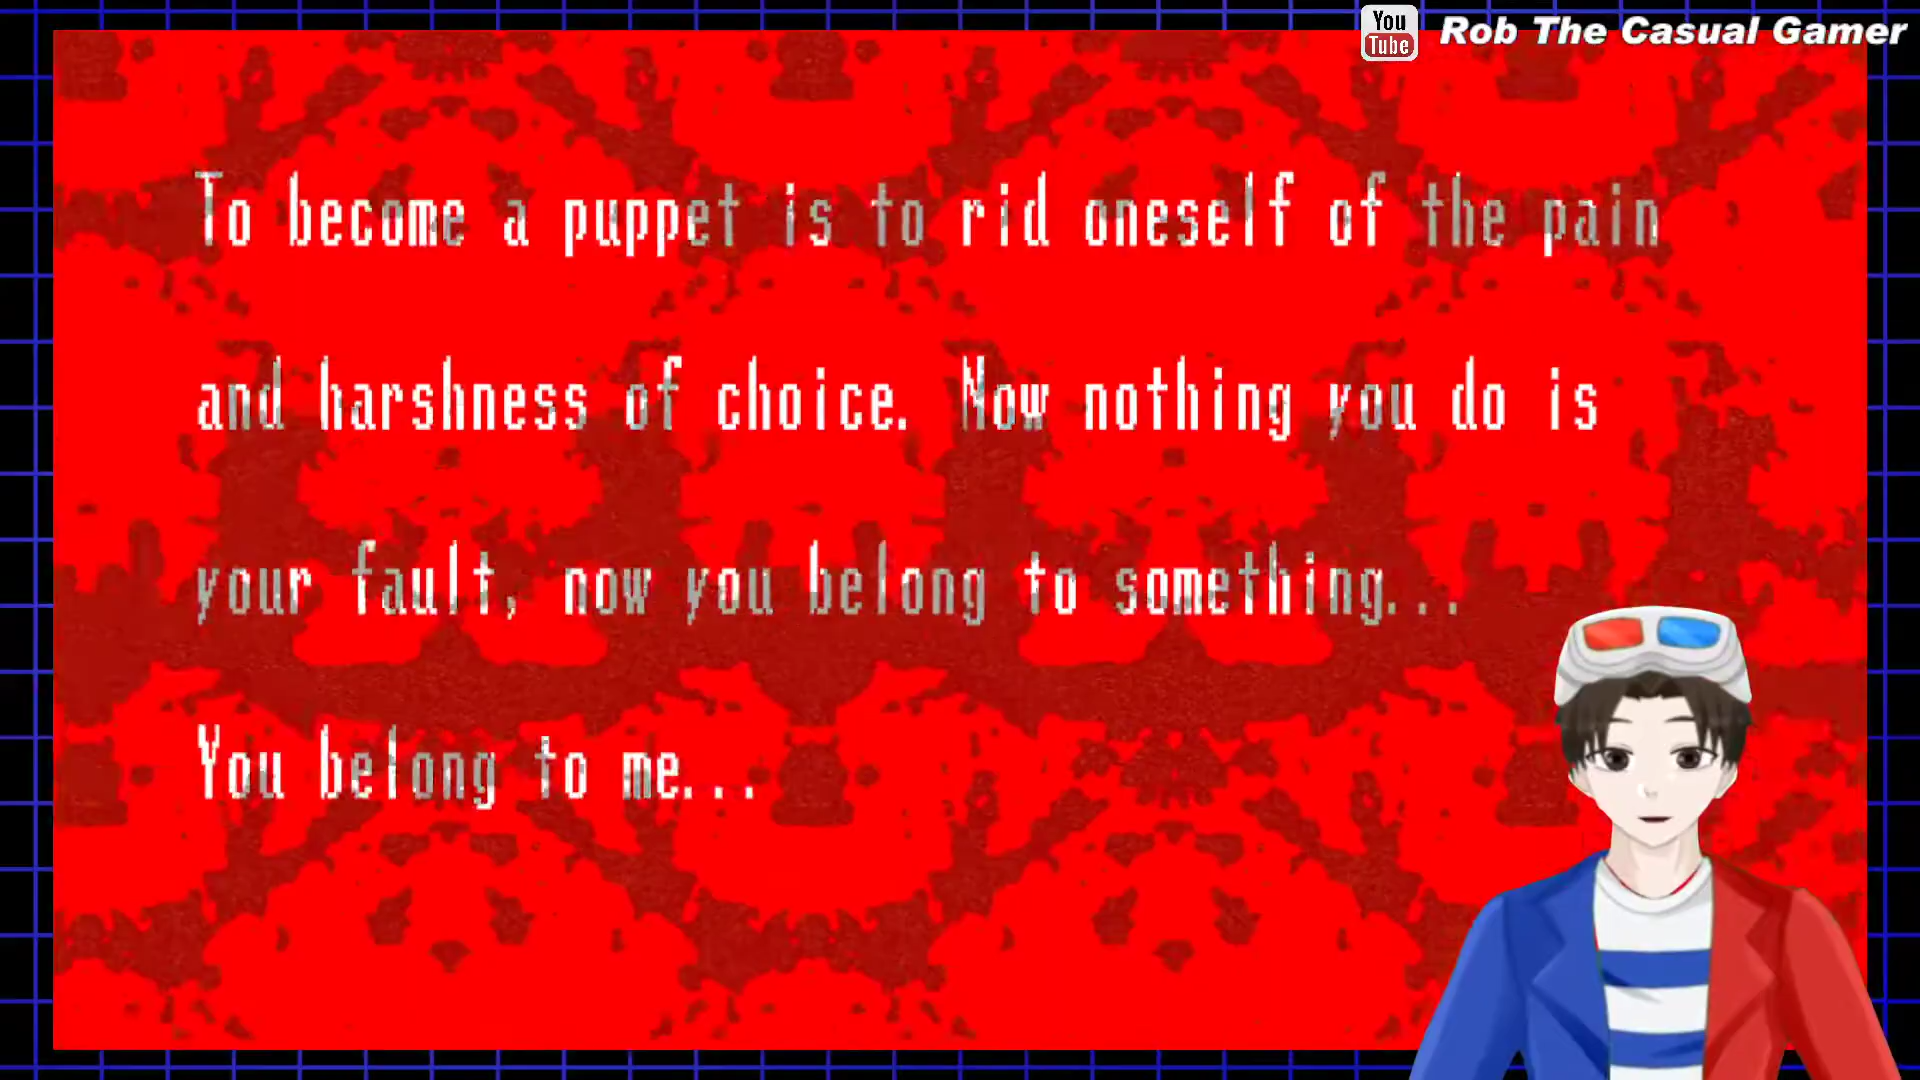 You
Tube
Rob The Casual Gamer
To become a puppet is to rid oneself of the pain
and harshness of choice. Now nothing you do is
your fault, now you belong to something...
You belong to me...